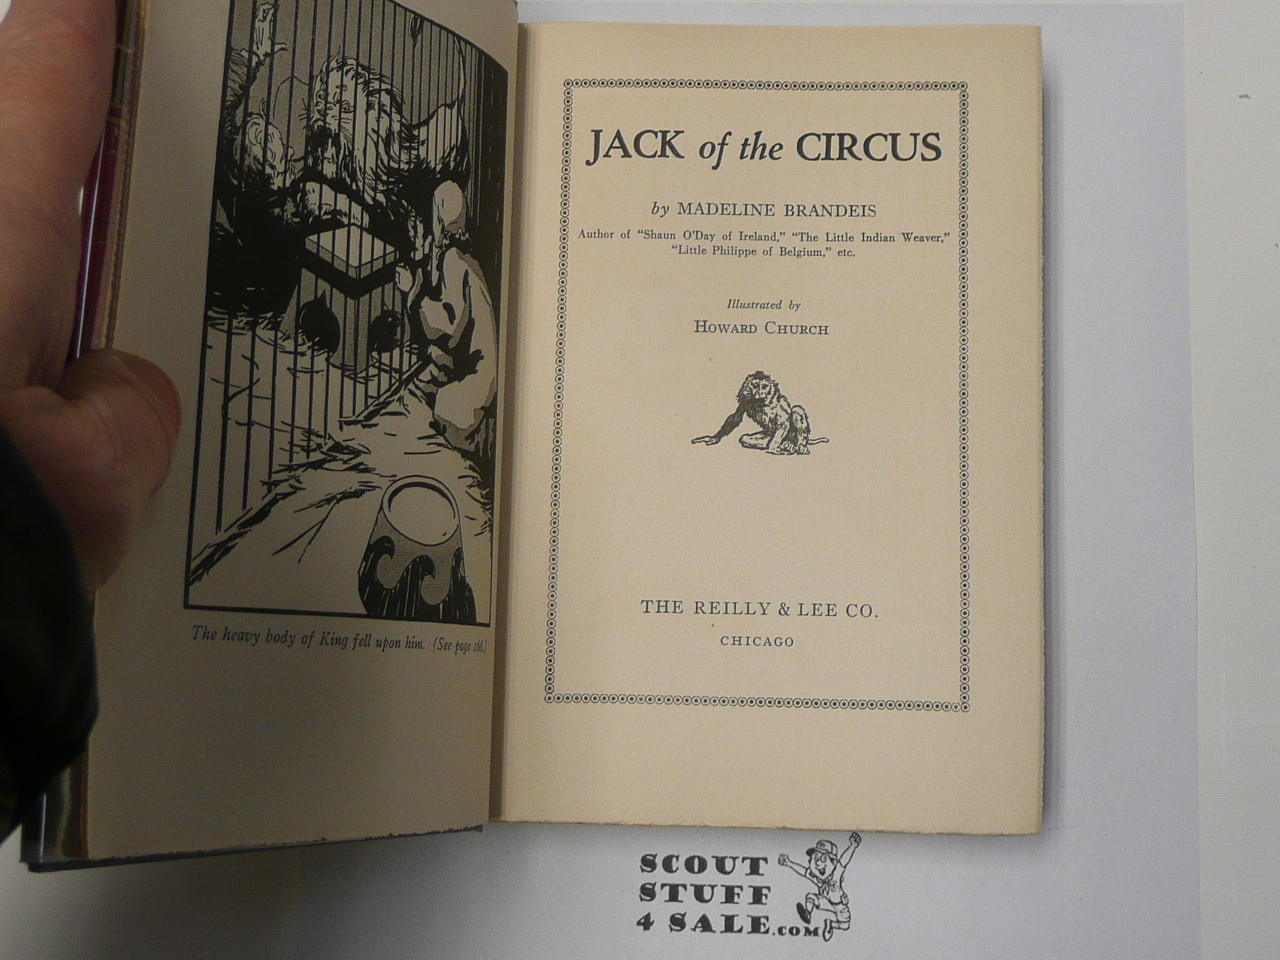 The heavy body of King fell upon him. (See page 166.)
JACK of the CIRCUS
by MADELINE BRANDEIS
Author of "Shaun O'Day of Ireland," "The Little Indian Weaver,"
"Little Philippe of Belgium," etc.
Illustrated by
HOWARD CHURCH
THE REILLY & LEE CO.
CHICAGO
SCOUT
STUFF
4 SALE.COM